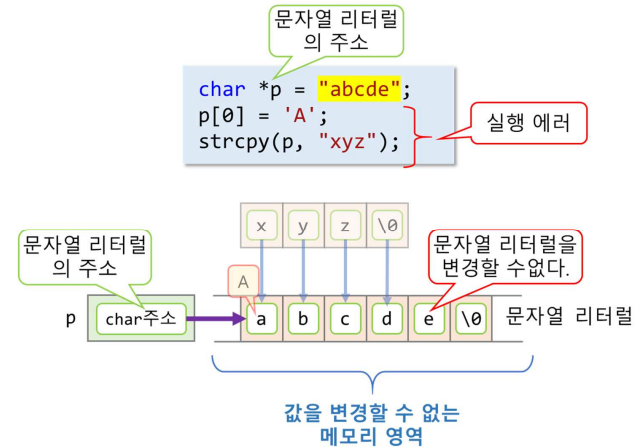 문자열 리터럴
의 주소
char *p = "abcde";
p[0] = 'A';
strcpy(p, "xyz");
실행 에러
x y z \0
문자열 리터럴
의 주소
문자열 리터럴을
변경할 수없다.
A
p char주소 a b c d e \0 문자열 리터럴
값을 변경할 수 없는
메모리 영역